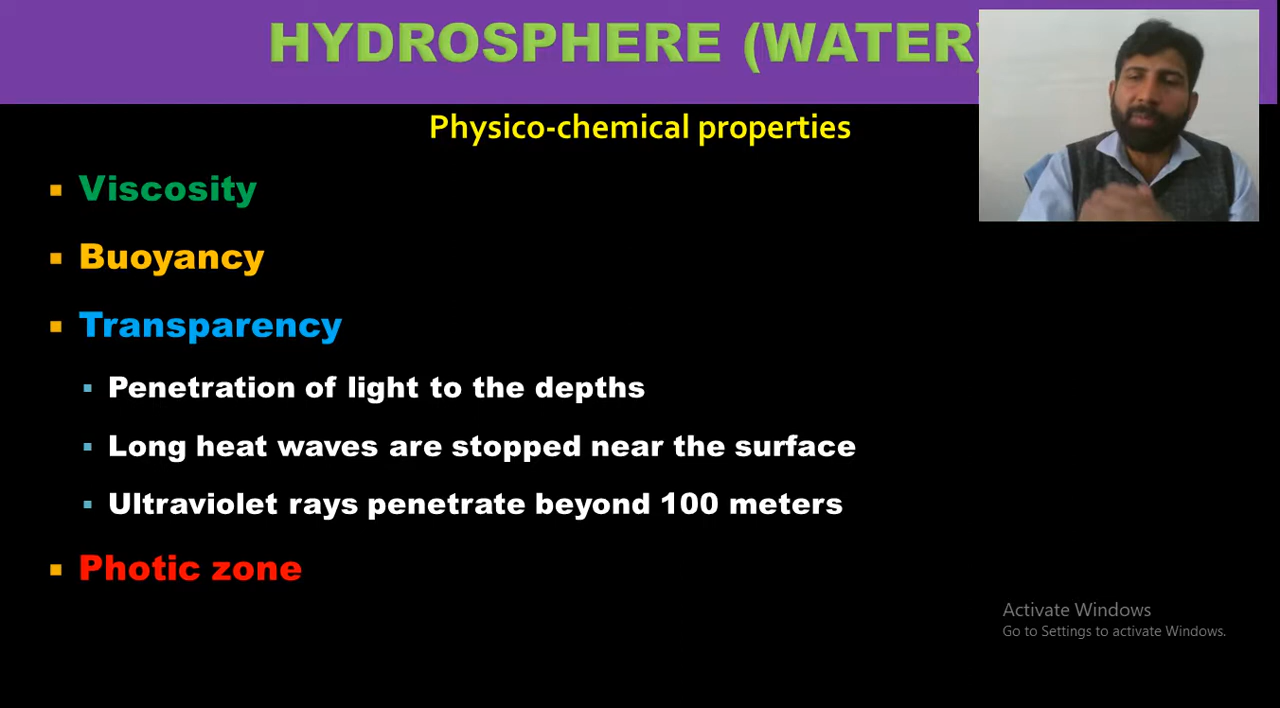 HYDROSPHERE (WATER)
Physico-chemical properties
Viscosity
Buoyancy
Transparency
Penetration of light to the depths
Long heat waves are stopped near the surface
Ultraviolet rays penetrate beyond 100 meters
Photic zone
Activate Windows
Go to Settings to activate Windows.